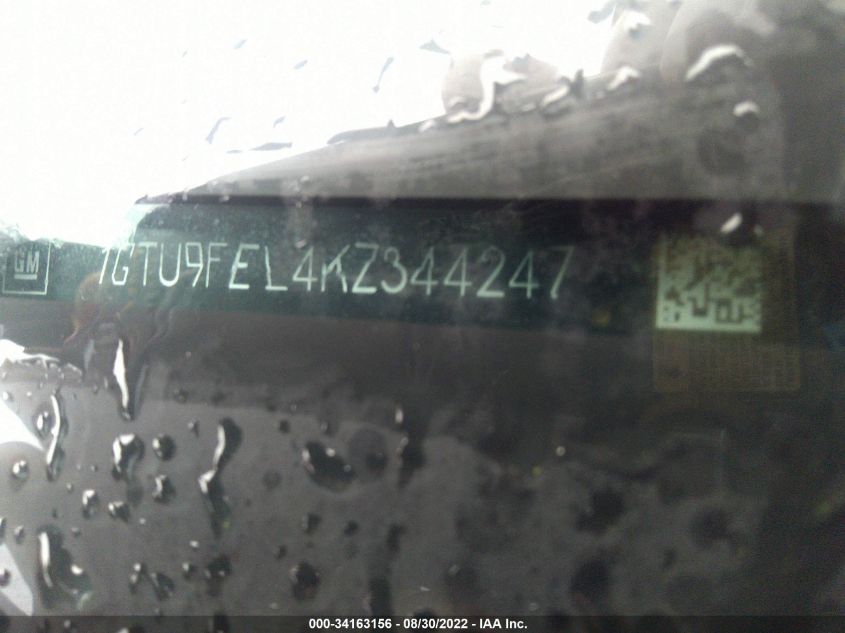 GM
1GTU9FEL4KZ344247
000-34163156 - 08/30/2022 - IAA Inc.